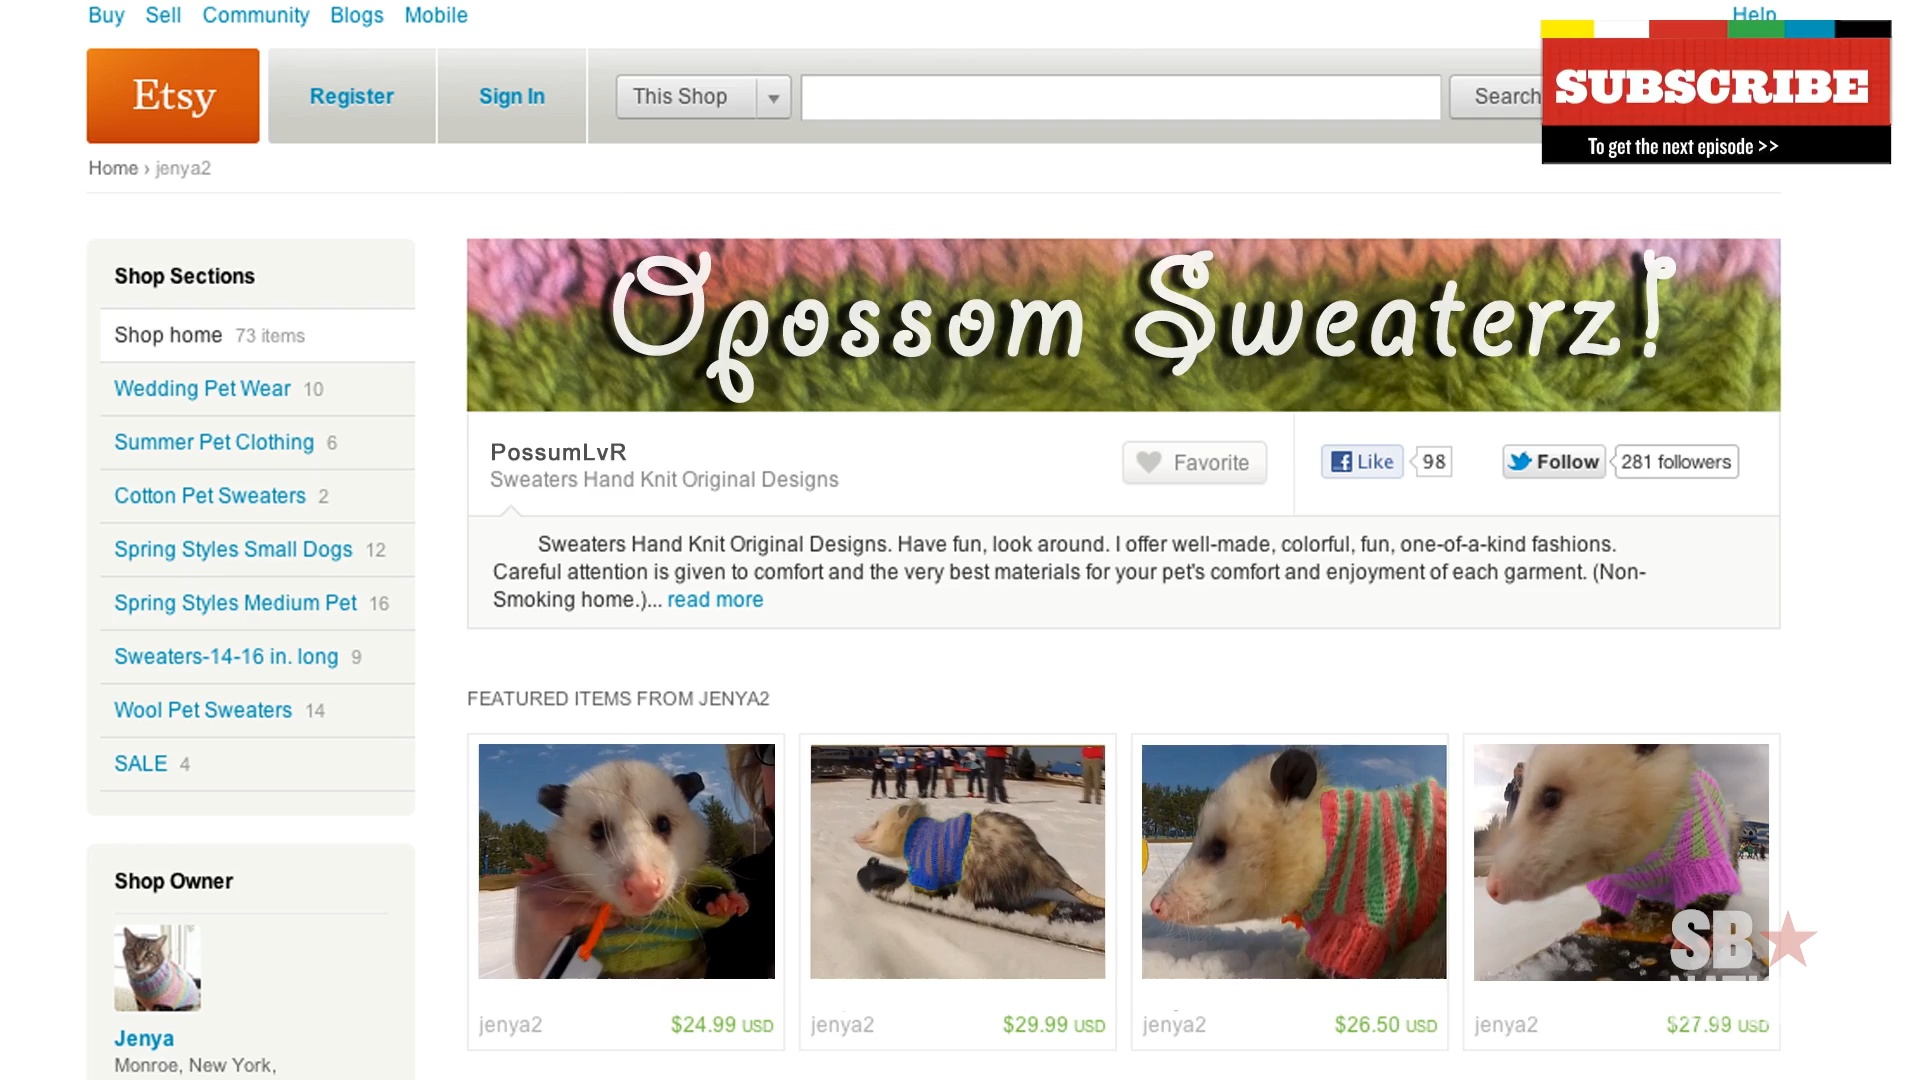 Buy Sell Community Blogs Mobile Help
Etsy Register Sign In This Shop Search
SUBSCRIBE
To get the next episode >>
Home › jenya2
Shop Sections
Shop home 73 items
Wedding Pet Wear 10
Summer Pet Clothing 6
Cotton Pet Sweaters 2
Spring Styles Small Dogs 12
Spring Styles Medium Pet 16
Sweaters-14-16 in. long 9
Wool Pet Sweaters 14
SALE 4
Shop Owner
Jenya
Monroe, New York,
Opossom Sweaterz!
PossumLvR
Sweaters Hand Knit Original Designs
Favorite
Like 98
Follow 281 followers
Sweaters Hand Knit Original Designs. Have fun, look around. I offer well-made, colorful, fun, one-of-a-kind fashions.
Careful attention is given to comfort and the very best materials for your pet's comfort and enjoyment of each garment. (Non-
Smoking home.)... read more
FEATURED ITEMS FROM JENYA2
jenya2 $24.99 USD
jenya2 $29.99 USD
jenya2 $26.50 USD
jenya2 $27.99 USD
SB